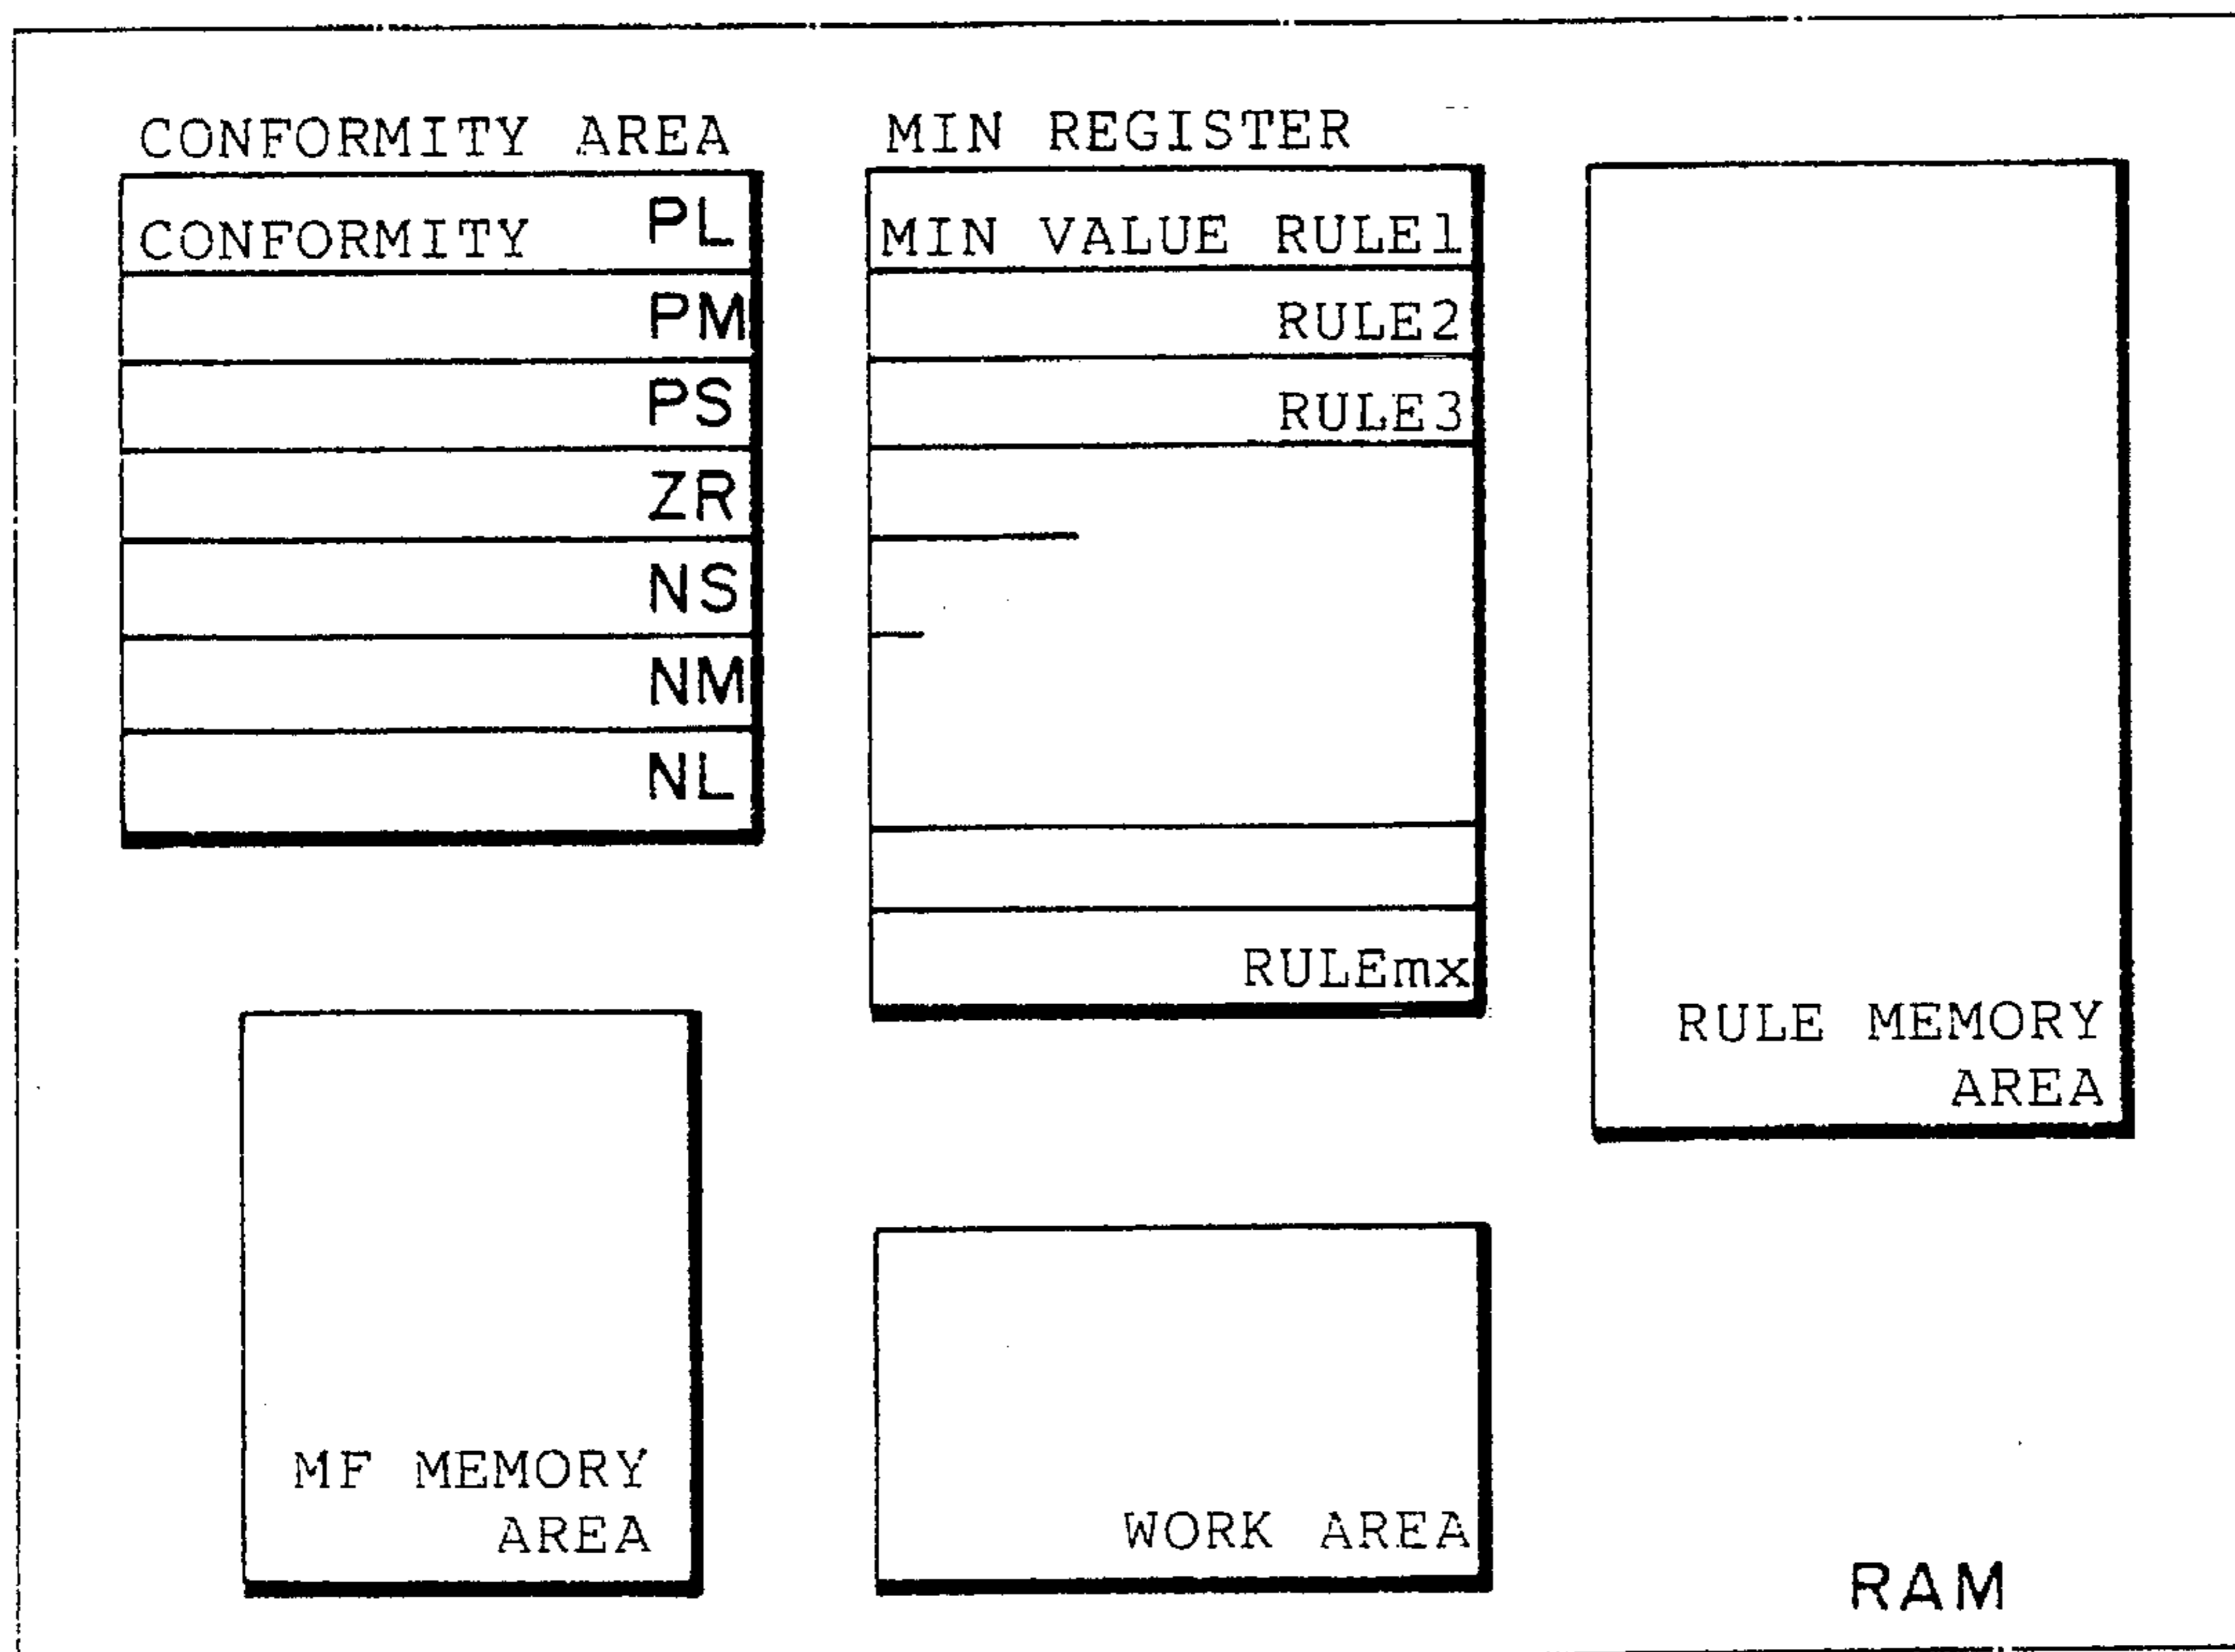 CONFORMITY AREA
CONFORMITY PL
PM
PS
ZR
NS
NM
NL
MIN REGISTER
MIN VALUE RULE1
RULE2
RULE3
RULEmx
RULE MEMORY
AREA
MF MEMORY
AREA
WORK AREA
RAM